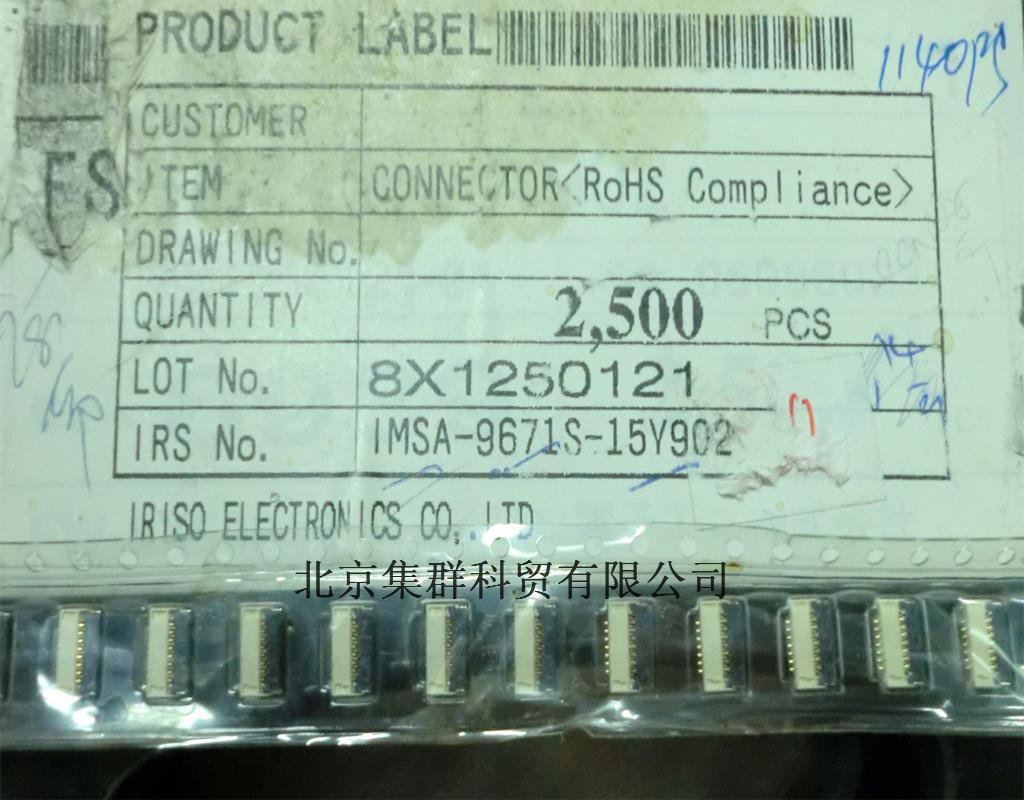 PRODUCT LABEL
1140pcs
CUSTOMER
FS
ITEM CONNECTOR<RoHS Compliance>
DRAWING No.
QUANTITY 2,500 PCS
LOT No. 8X1250121
IRS No. IMSA-9671S-15Y902
IRISO ELECTRONICS CO,.LTD
北京集群科贸有限公司